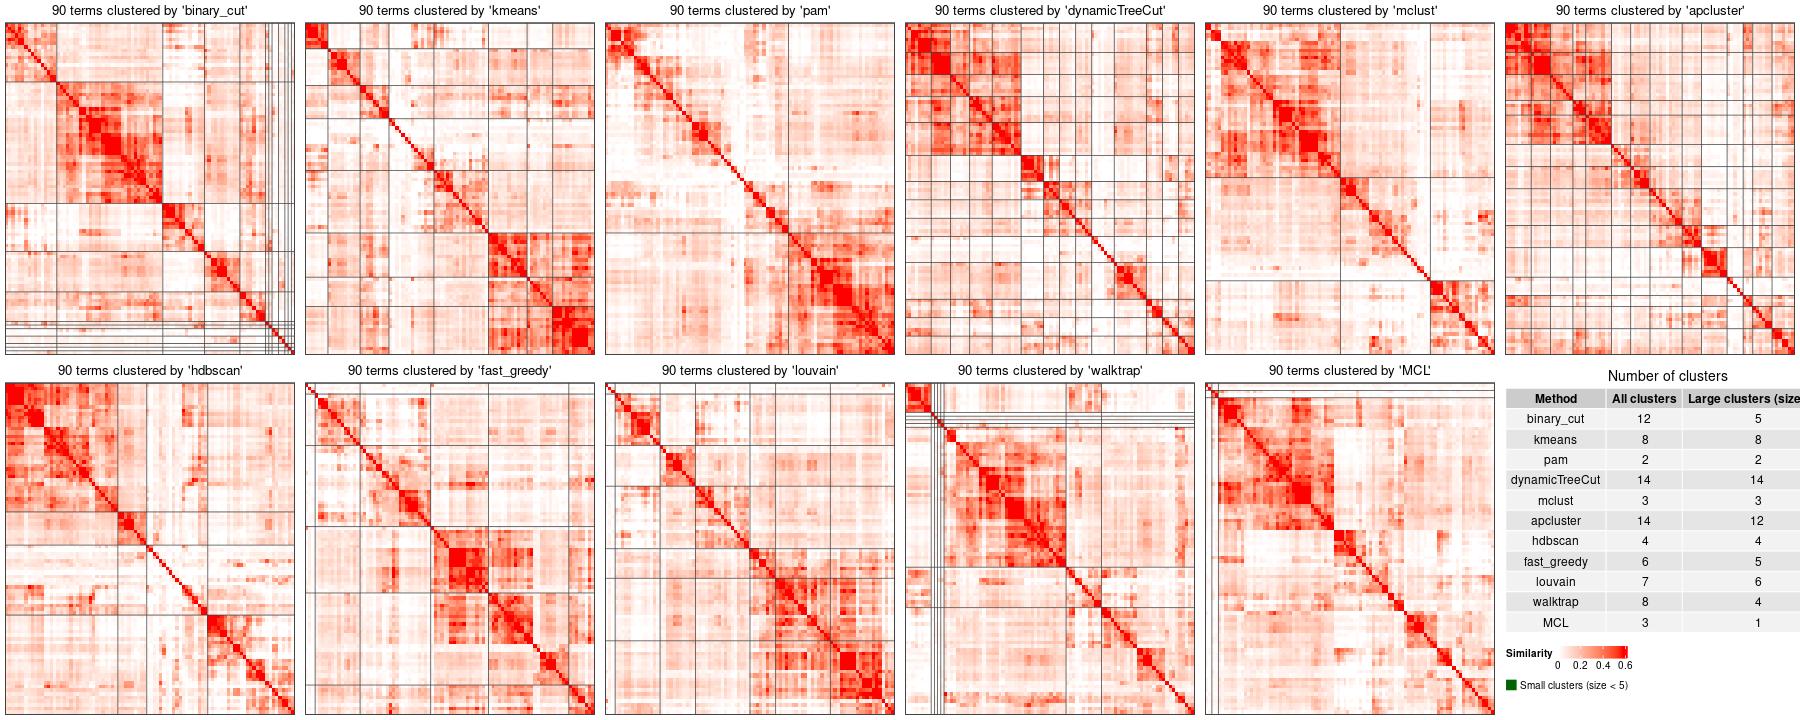 90 terms clustered by 'binary_cut'
90 terms clustered by 'kmeans'
90 terms clustered by 'pam'
90 terms clustered by 'dynamicTreeCut'
90 terms clustered by 'mclust'
90 terms clustered by 'apcluster'
90 terms clustered by 'hdbscan'
90 terms clustered by 'fast_greedy'
90 terms clustered by 'louvain'
90 terms clustered by 'walktrap'
90 terms clustered by 'MCL'
Number of clusters
Method All clusters Large clusters (size
binary_cut 12 5
kmeans 8 8
pam 2 2
dynamicTreeCut 14 14
mclust 3 3
apcluster 14 12
hdbscan 4 4
fast_greedy 6 5
louvain 7 6
walktrap 8 4
MCL 3 1
Similarity
0 0.2 0.4 0.6
Small clusters (size < 5)